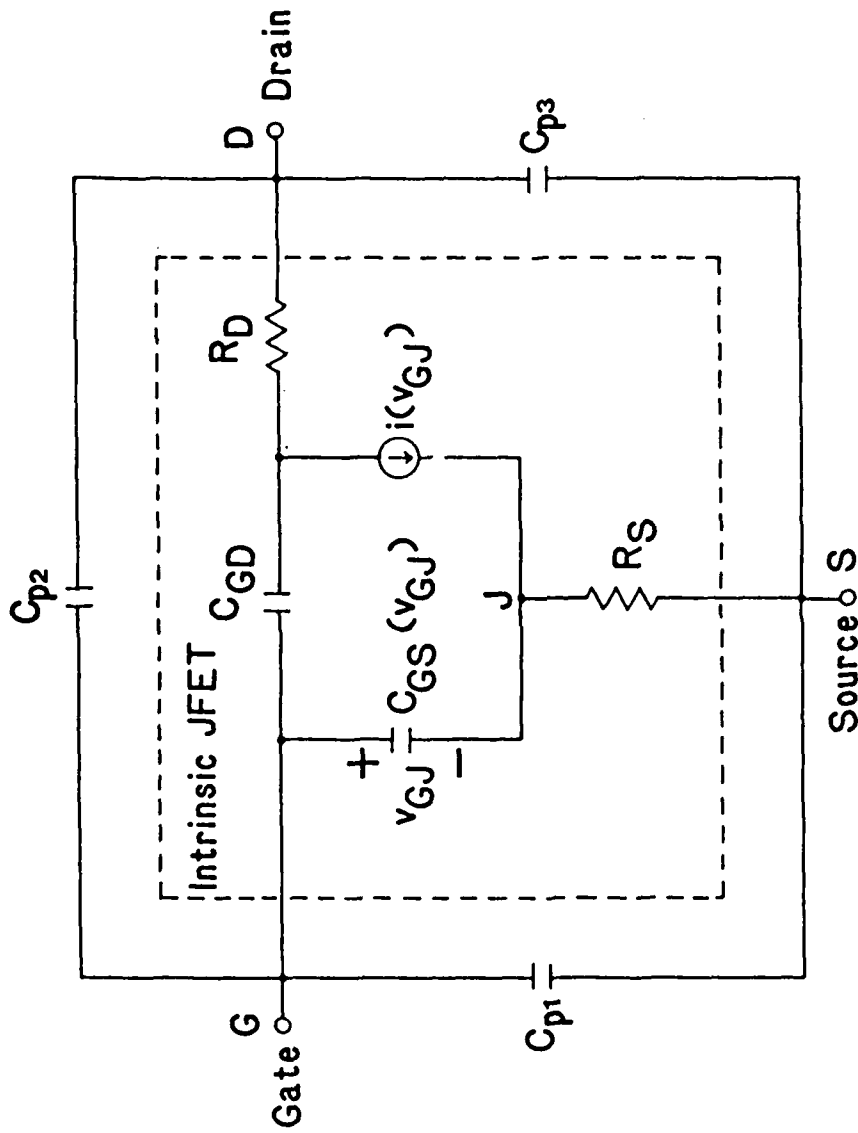 C_p2
D
Drain
Intrinsic JFET
C_GD
R_D
G
Gate
+
v_GJ
−
C_GS(v_GJ)
i(v_GJ)
J
R_S
C_p1
C_p3
Source
S